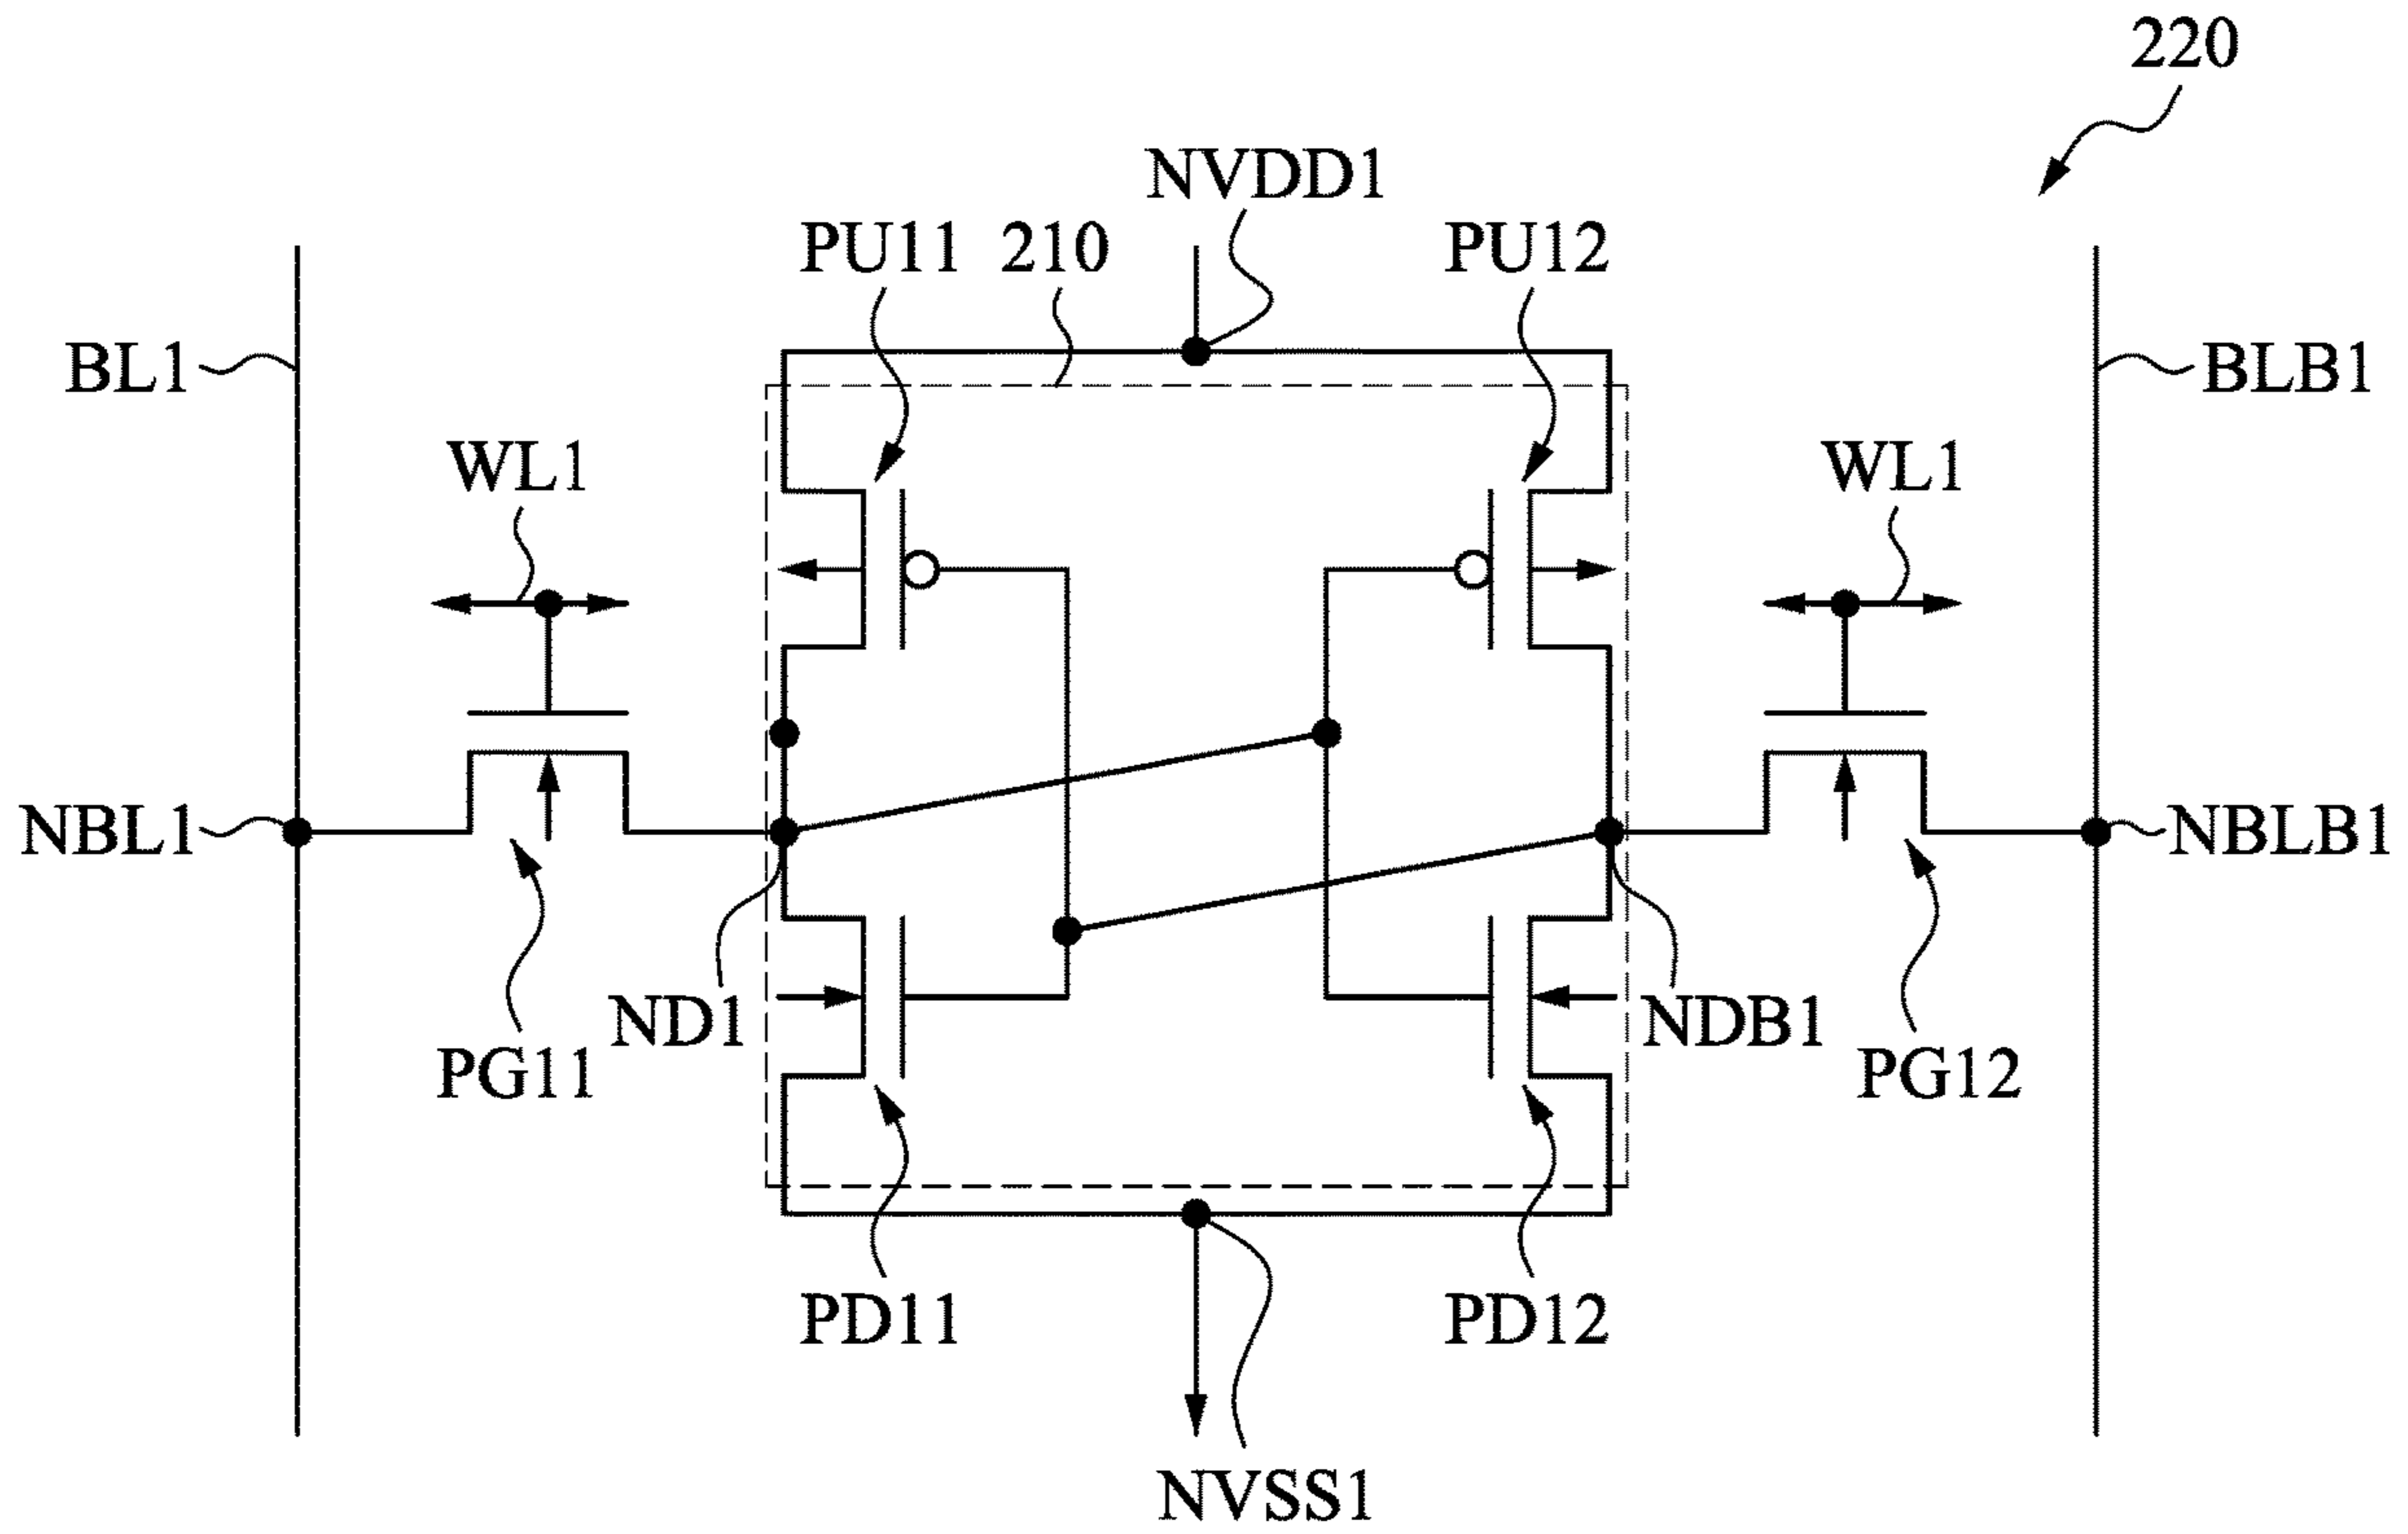 220
NVDD1
PU11 210 PU12
BL1 BLB1
WL1 WL1
NBL1 NBLB1
ND1 NDB1
PG11 PG12
PD11 PD12
NVSS1